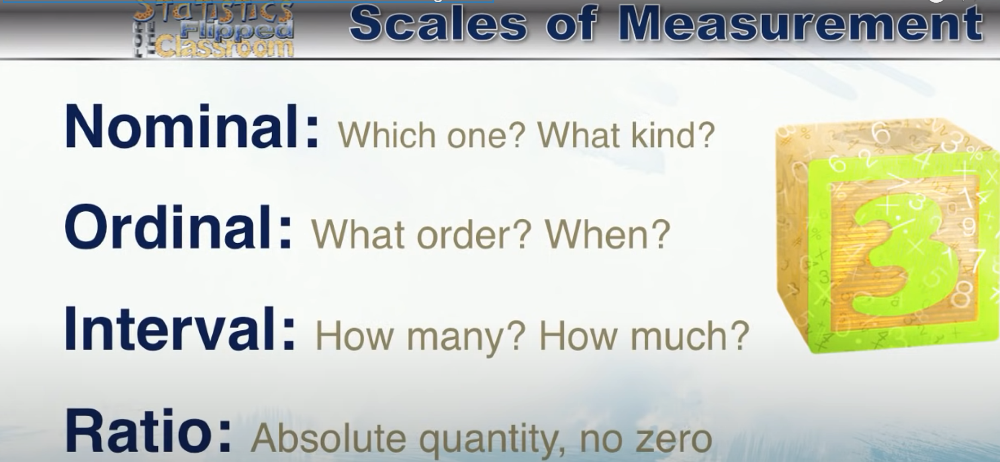 Statistics
FOR THE
Flipped
Classroom
Scales of Measurement
Nominal: Which one? What kind?
Ordinal: What order? When?
Interval: How many? How much?
Ratio: Absolute quantity, no zero
3